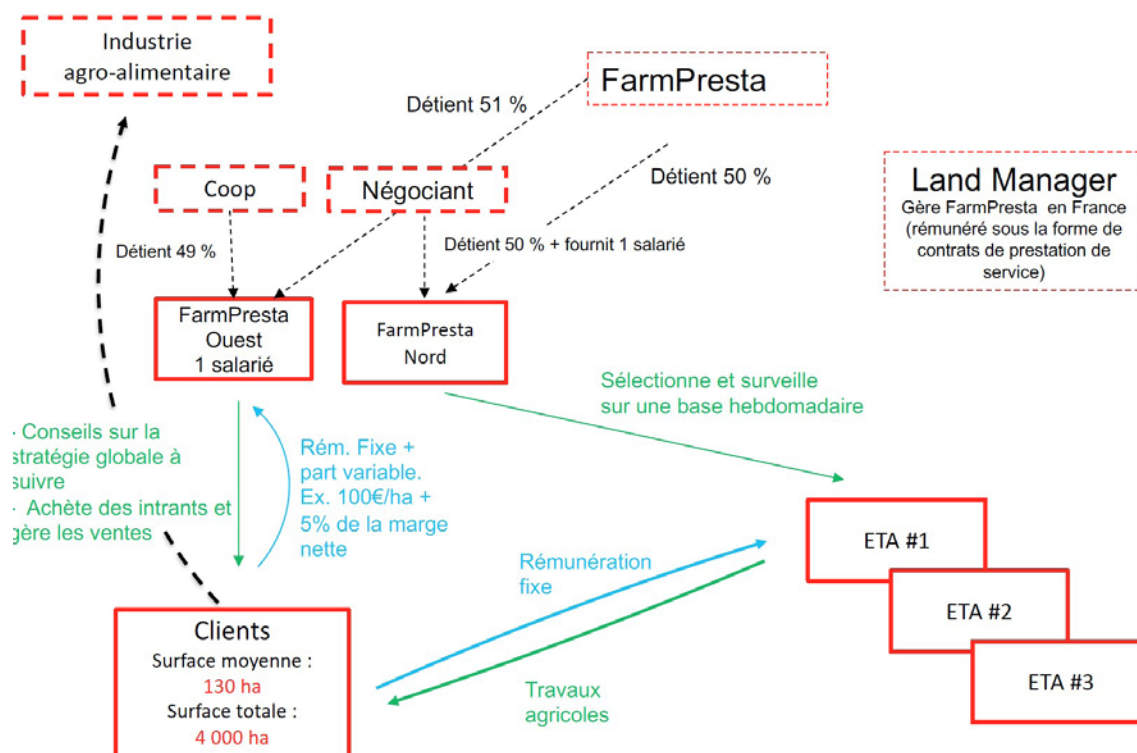 Industrie
agro-alimentaire
FarmPresta
Détient 51 %
Coop
Négociant
Détient 50 %
Land Manager
Gère FarmPresta en France
(rémunéré sous la forme de
contrats de prestation de
service)
Détient 49 %
Détient 50 % + fournit 1 salarié
FarmPresta
Ouest
1 salarié
FarmPresta
Nord
Sélectionne et surveille
sur une base hebdomadaire
- Conseils sur la
stratégie globale à
suivre
- Achète des intrants et
gère les ventes
Rém. Fixe +
part variable.
Ex. 100€/ha +
5% de la marge
nette
ETA #1
ETA #2
ETA #3
Rémunération
fixe
Travaux
agricoles
Clients
Surface moyenne :
130 ha
Surface totale :
4 000 ha